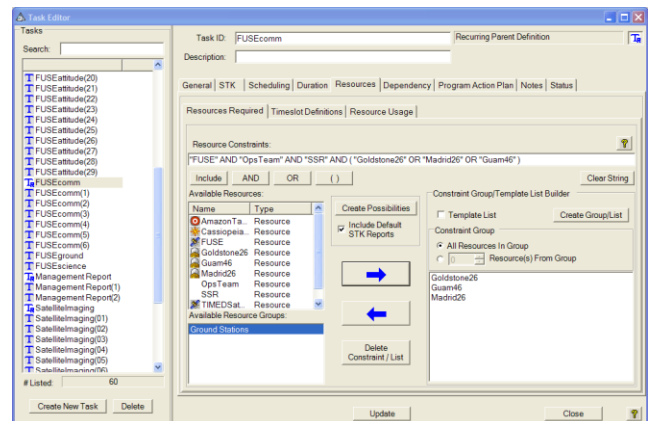 Task Editor
Tasks
Search:
FUSEattitude(20)
FUSEattitude(21)
FUSEattitude(22)
FUSEattitude(23)
FUSEattitude(24)
FUSEattitude(25)
FUSEattitude(26)
FUSEattitude(27)
FUSEattitude(28)
FUSEattitude(29)
FUSEcomm
FUSEcomm(1)
FUSEcomm(2)
FUSEcomm(3)
FUSEcomm(4)
FUSEcomm(5)
FUSEcomm(6)
FUSEground
FUSEscience
Management Report
Management Report(1)
Management Report(2)
SatelliteImaging
SatelliteImaging(01)
SatelliteImaging(02)
SatelliteImaging(03)
SatelliteImaging(04)
SatelliteImaging(05)
SatelliteImaging(06)
# Listed: 60
Create New Task Delete
Task ID: FUSEcomm Recurring Parent Definition
Description:
General STK Scheduling Duration Resources Dependency Program Action Plan Notes Status
Resources Required Timeslot Definitions Resource Usage
Resource Constraints:
"FUSE" AND "OpsTeam" AND "SSR" AND ( "Goldstone26" OR "Madrid26" OR "Guam46" )
Include AND OR ( ) Clear String
Available Resources:
Name Type
AmazonTa... Resource
Cassiopeia... Resource
FUSE Resource
Goldstone26 Resource
Guam46 Resource
Madrid26 Resource
OpsTeam Resource
SSR Resource
TIMEDSat... Resource
Available Resource Groups:
Ground Stations
Create Possibilities
Include Default STK Reports
Delete Constraint / List
Constraint Group/Template List Builder
Template List Create Group/List
Constraint Group
All Resources In Group
0 Resource(s) From Group
Goldstone26
Guam46
Madrid26
Update Close